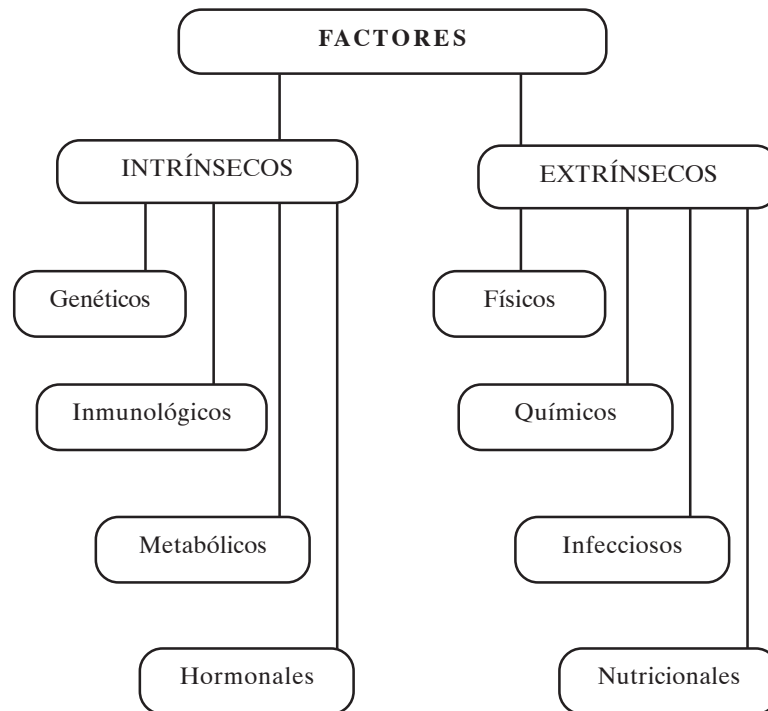 FACTORES
INTRÍNSECOS
EXTRÍNSECOS
Genéticos
Físicos
Inmunológicos
Químicos
Metabólicos
Infecciosos
Hormonales
Nutricionales